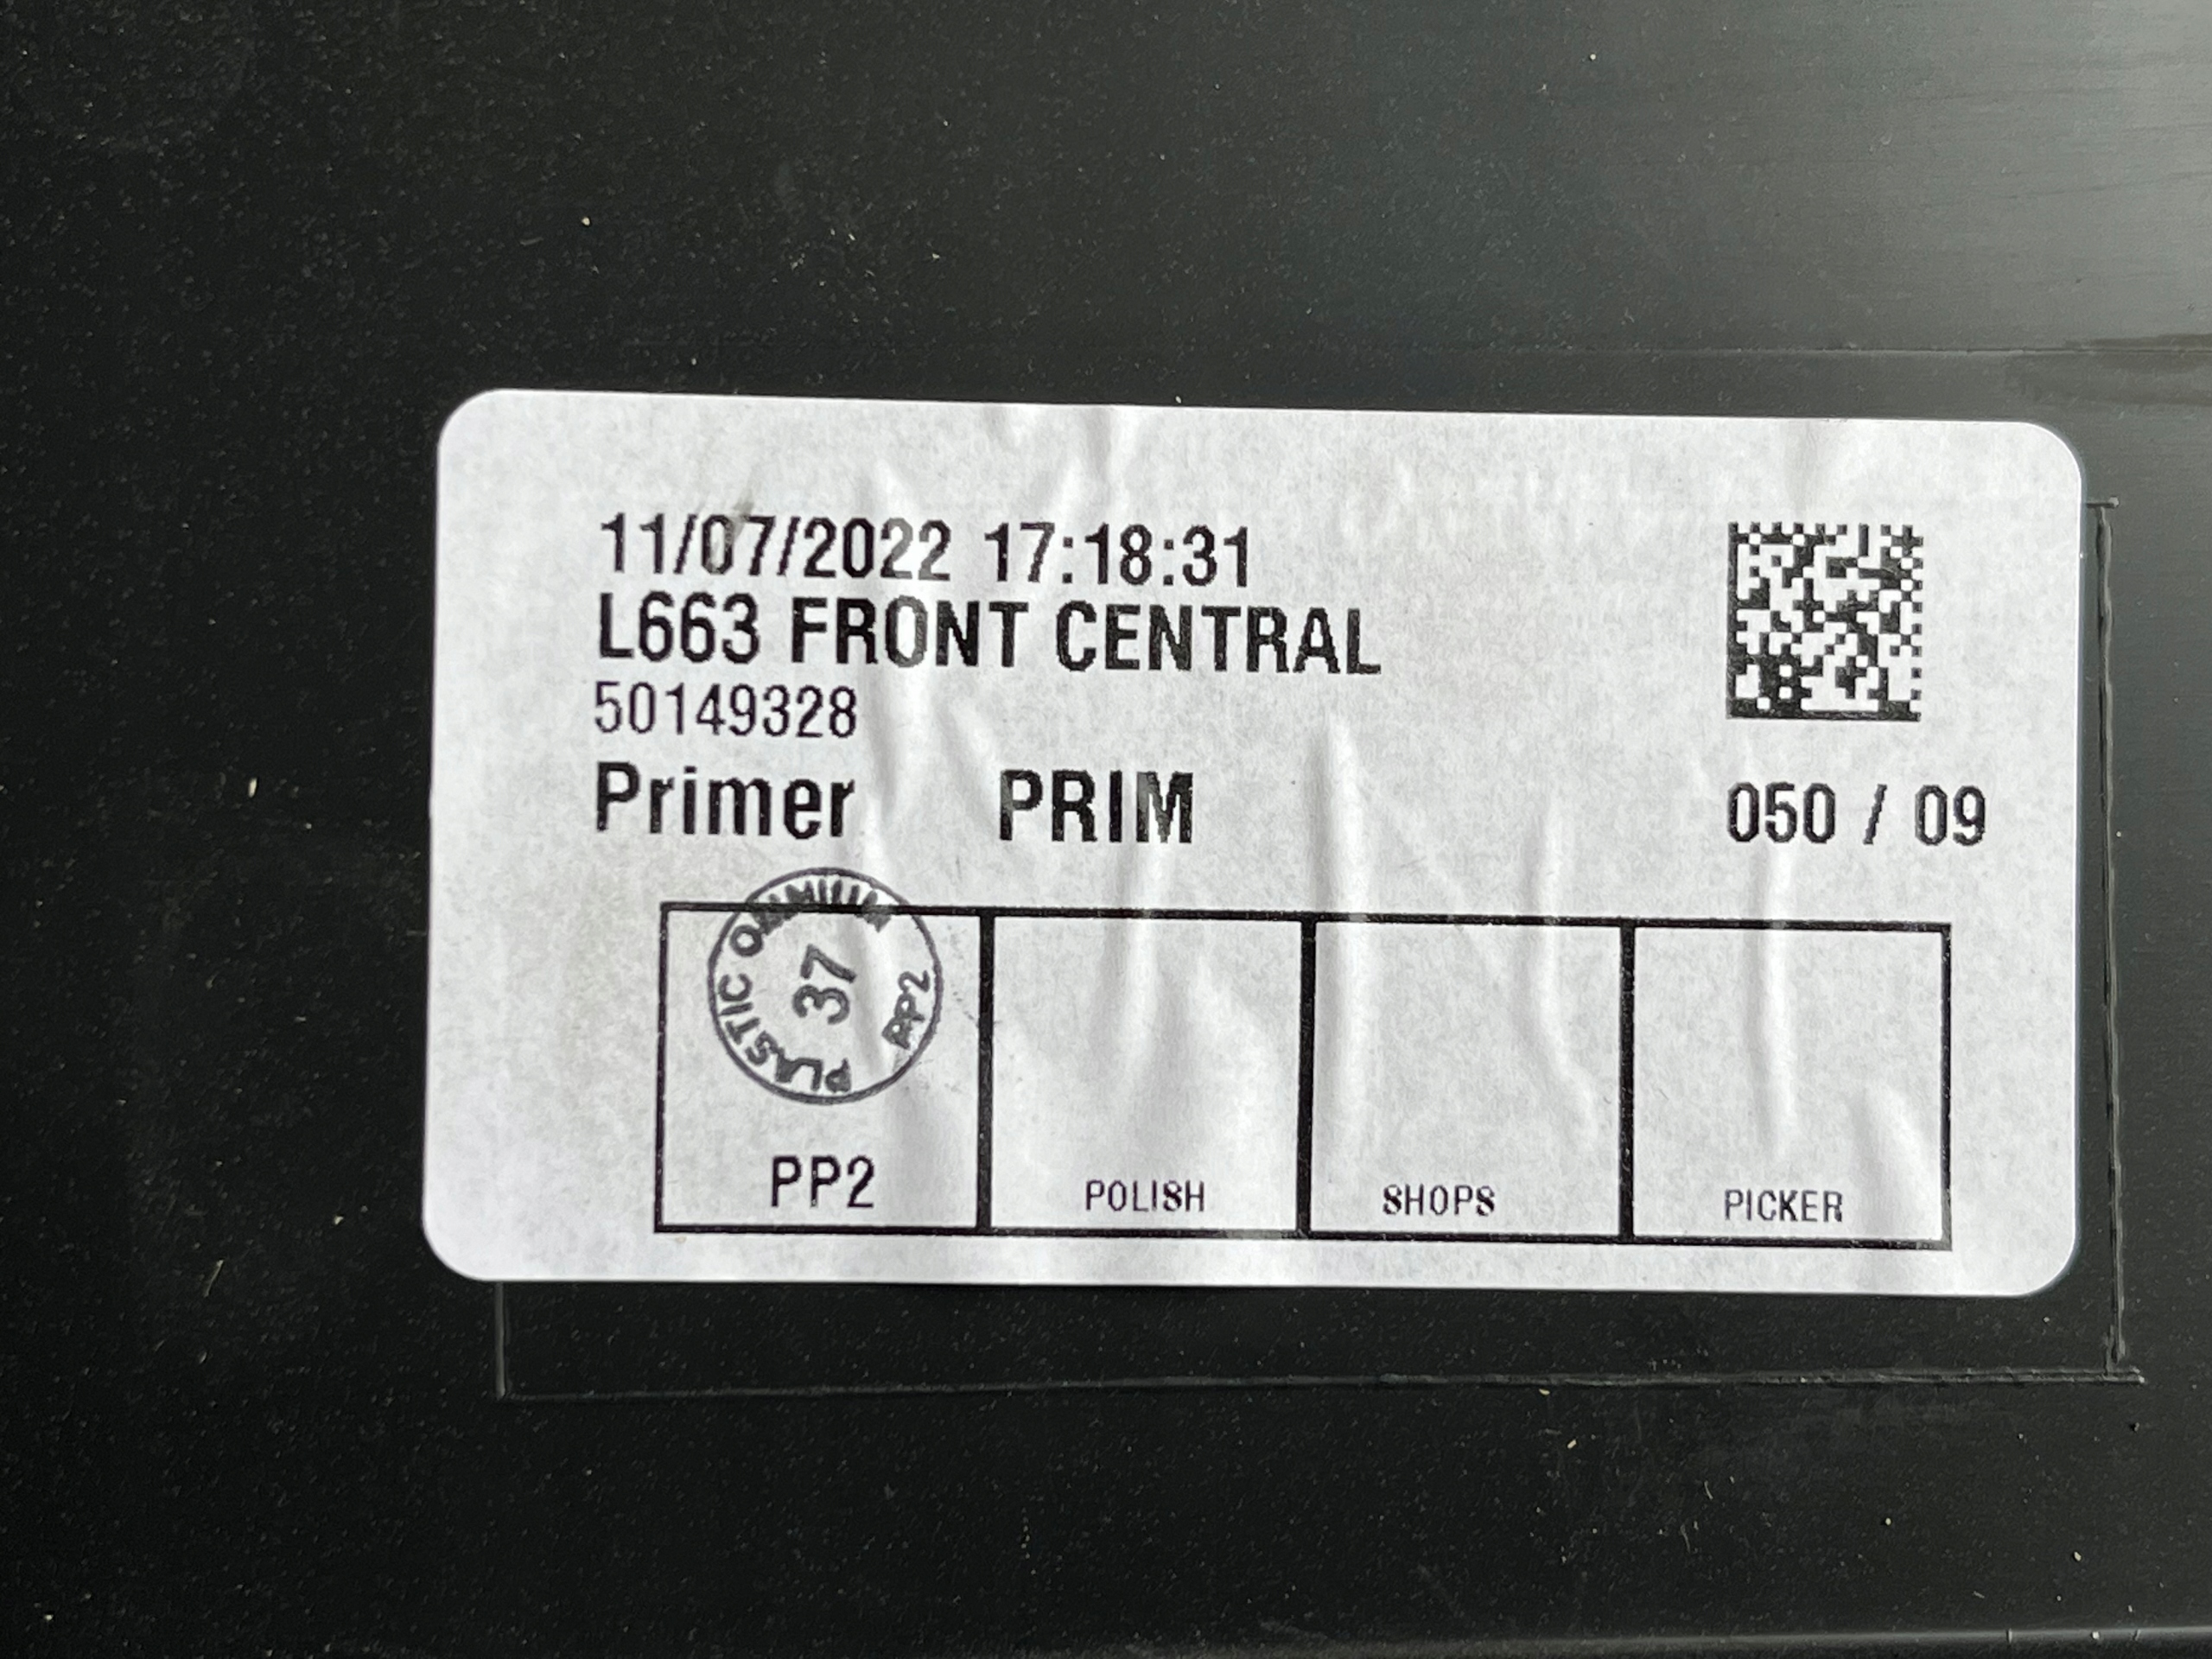 11/07/2022 17:18:31
L663 FRONT CENTRAL
50149328
Primer PRIM
050 / 09
PLASTIC OMNIUM
37
PP2
PP2
POLISH
SHOPS
PICKER